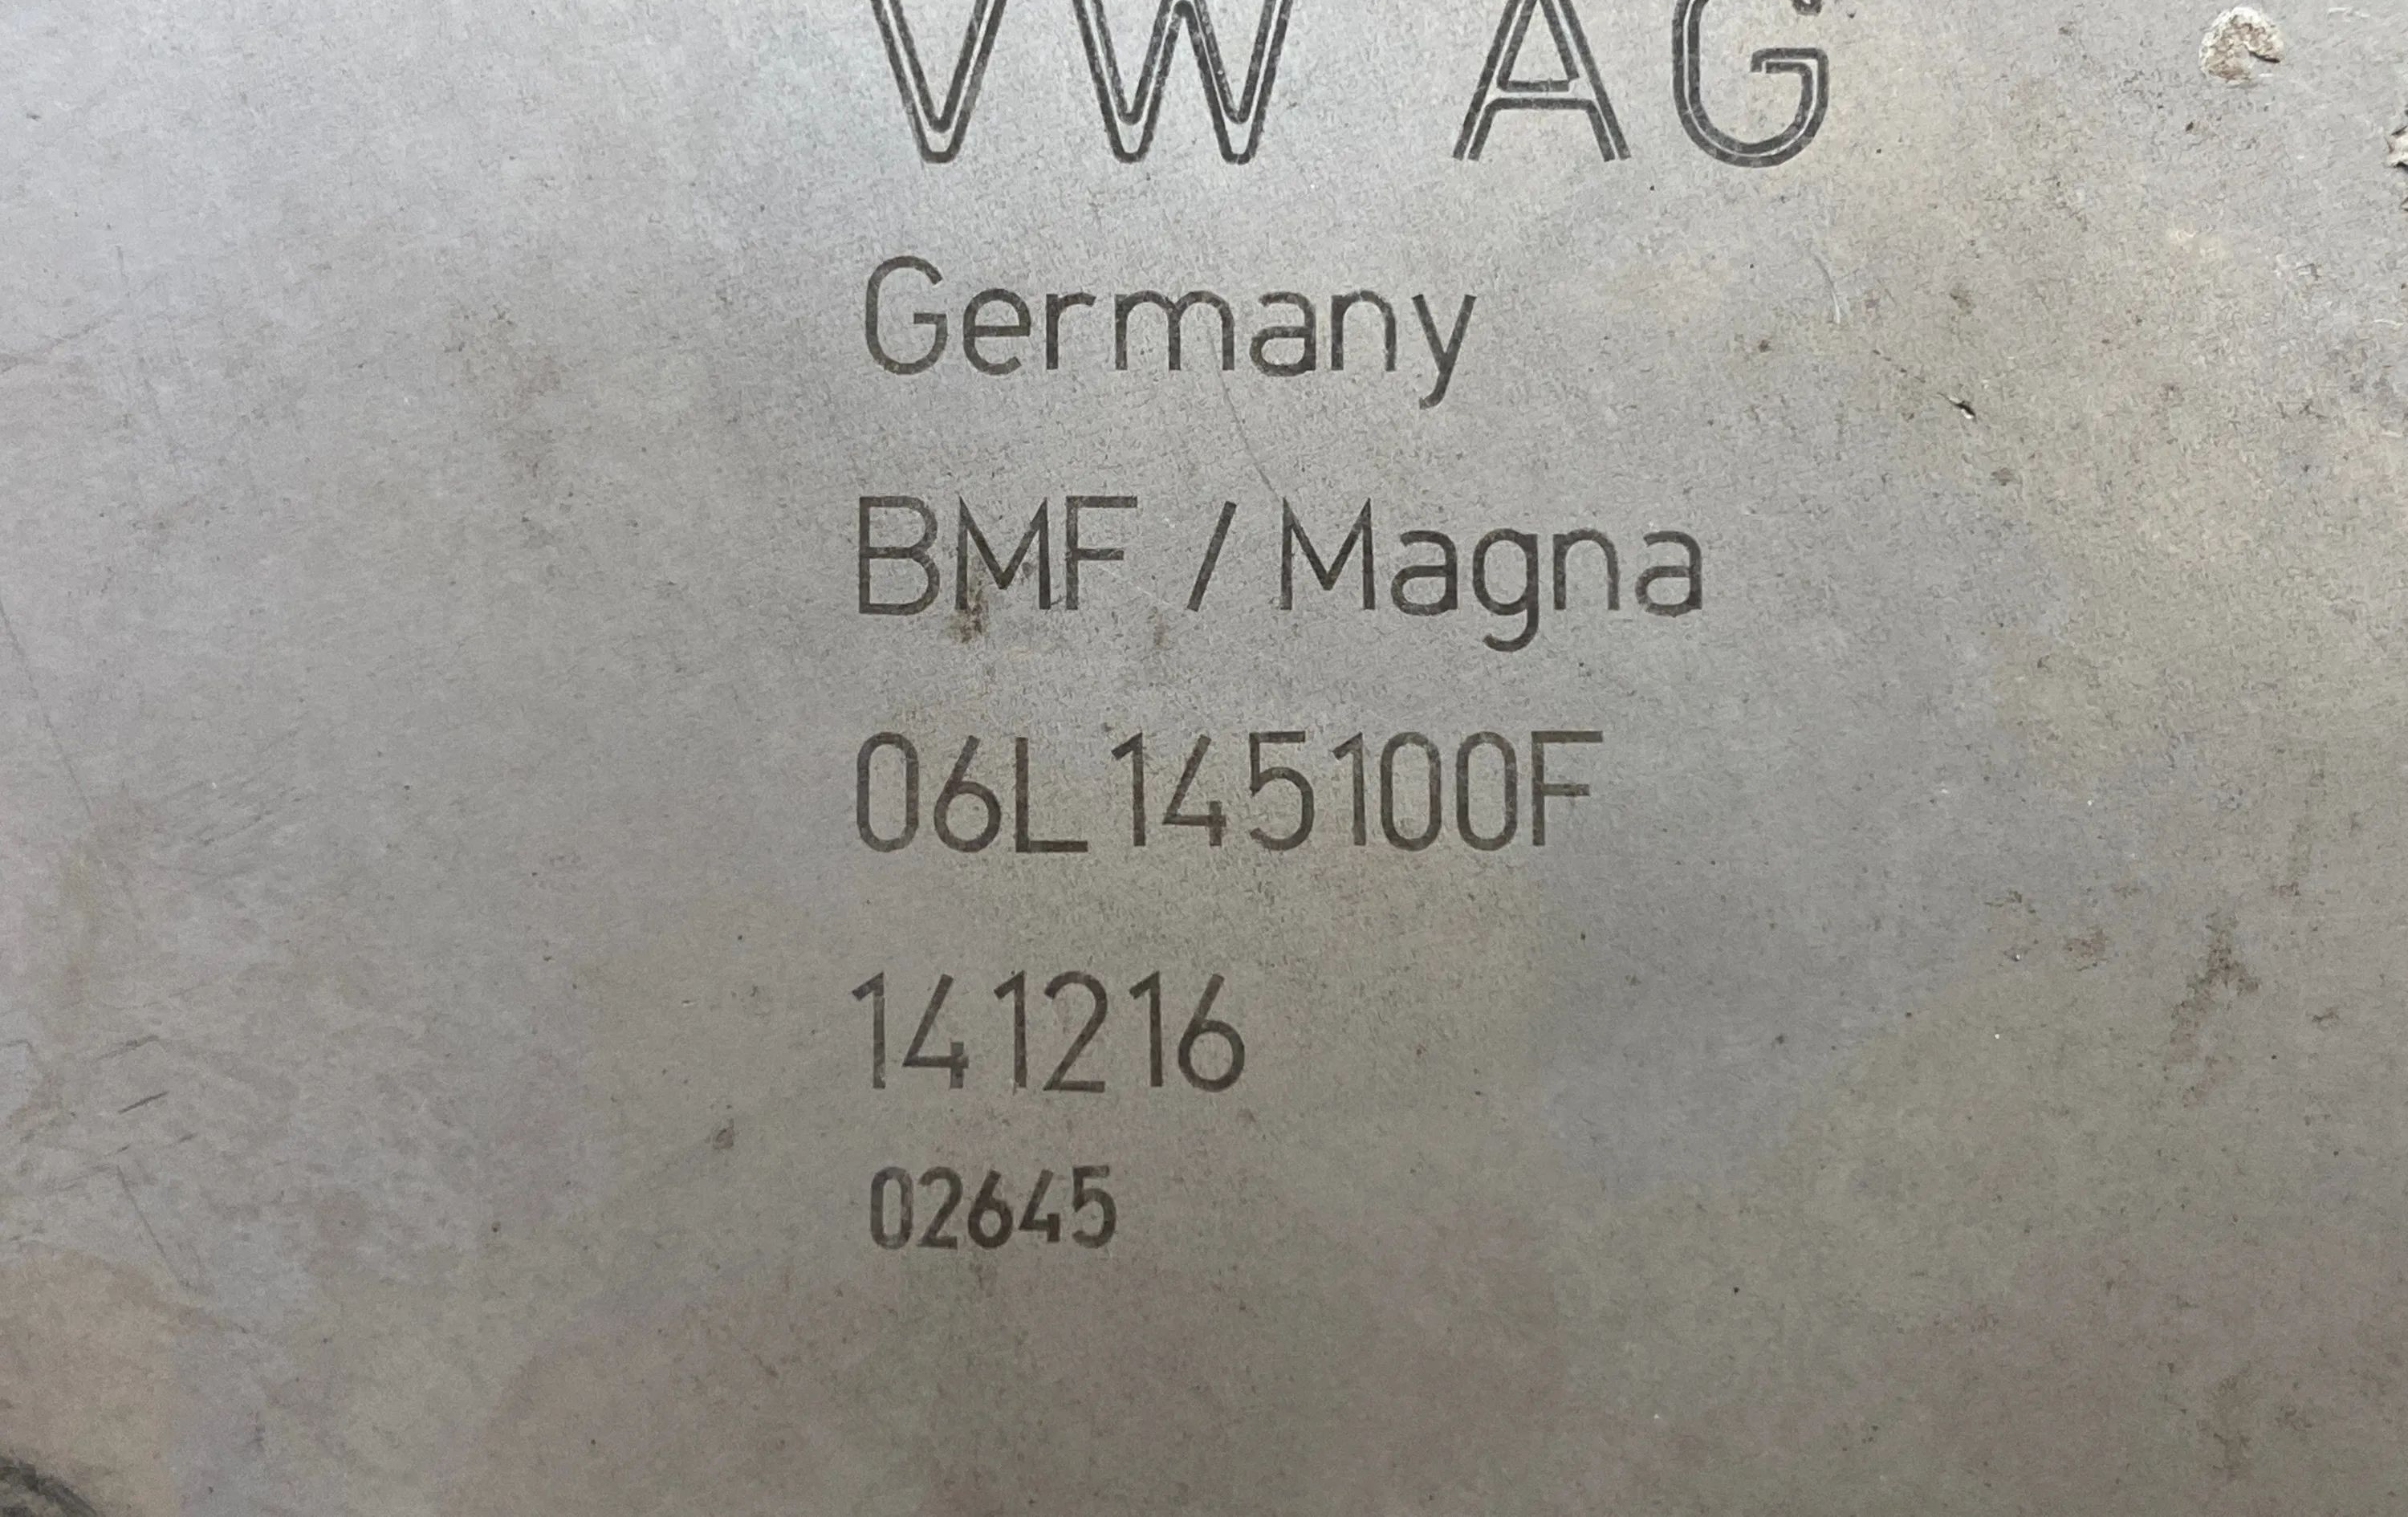 VW AG
Germany
BMF / Magna
06L145100F
141216
02645